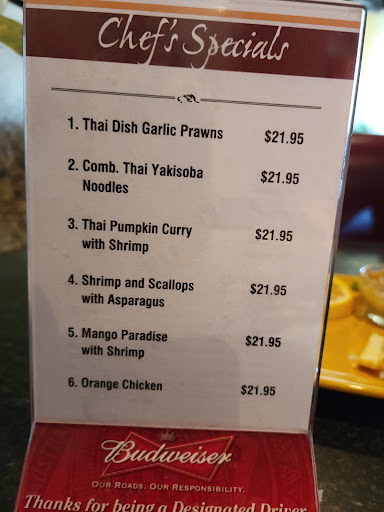 Chef's Specials
1. Thai Dish Garlic Prawns $21.95
2. Comb. Thai Yakisoba $21.95
Noodles
3. Thai Pumpkin Curry $21.95
with Shrimp
4. Shrimp and Scallops $21.95
with Asparagus
5. Mango Paradise $21.95
with Shrimp
6. Orange Chicken $21.95
Budweiser
OUR ROADS. OUR RESPONSIBILITY.
Thanks for being a Designated Driver